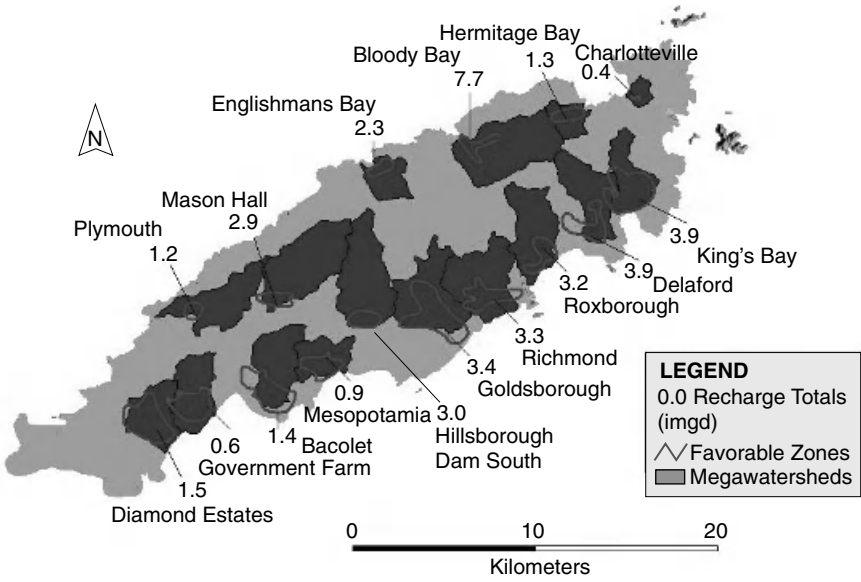 Hermitage Bay
1.3
Bloody Bay
7.7
Charlotteville
0.4
Englishmans Bay
2.3
N
Mason Hall
2.9
Plymouth
1.2
3.9
King's Bay
3.9
Delaford
3.2
Roxborough
3.3
Richmond
3.4
Goldsborough
0.9
Mesopotamia
3.0
Hillsborough
Dam South
1.4
Bacolet
0.6
Government Farm
1.5
Diamond Estates
LEGEND
0.0 Recharge Totals
(imgd)
Favorable Zones
Megawatersheds
0 10 20
Kilometers